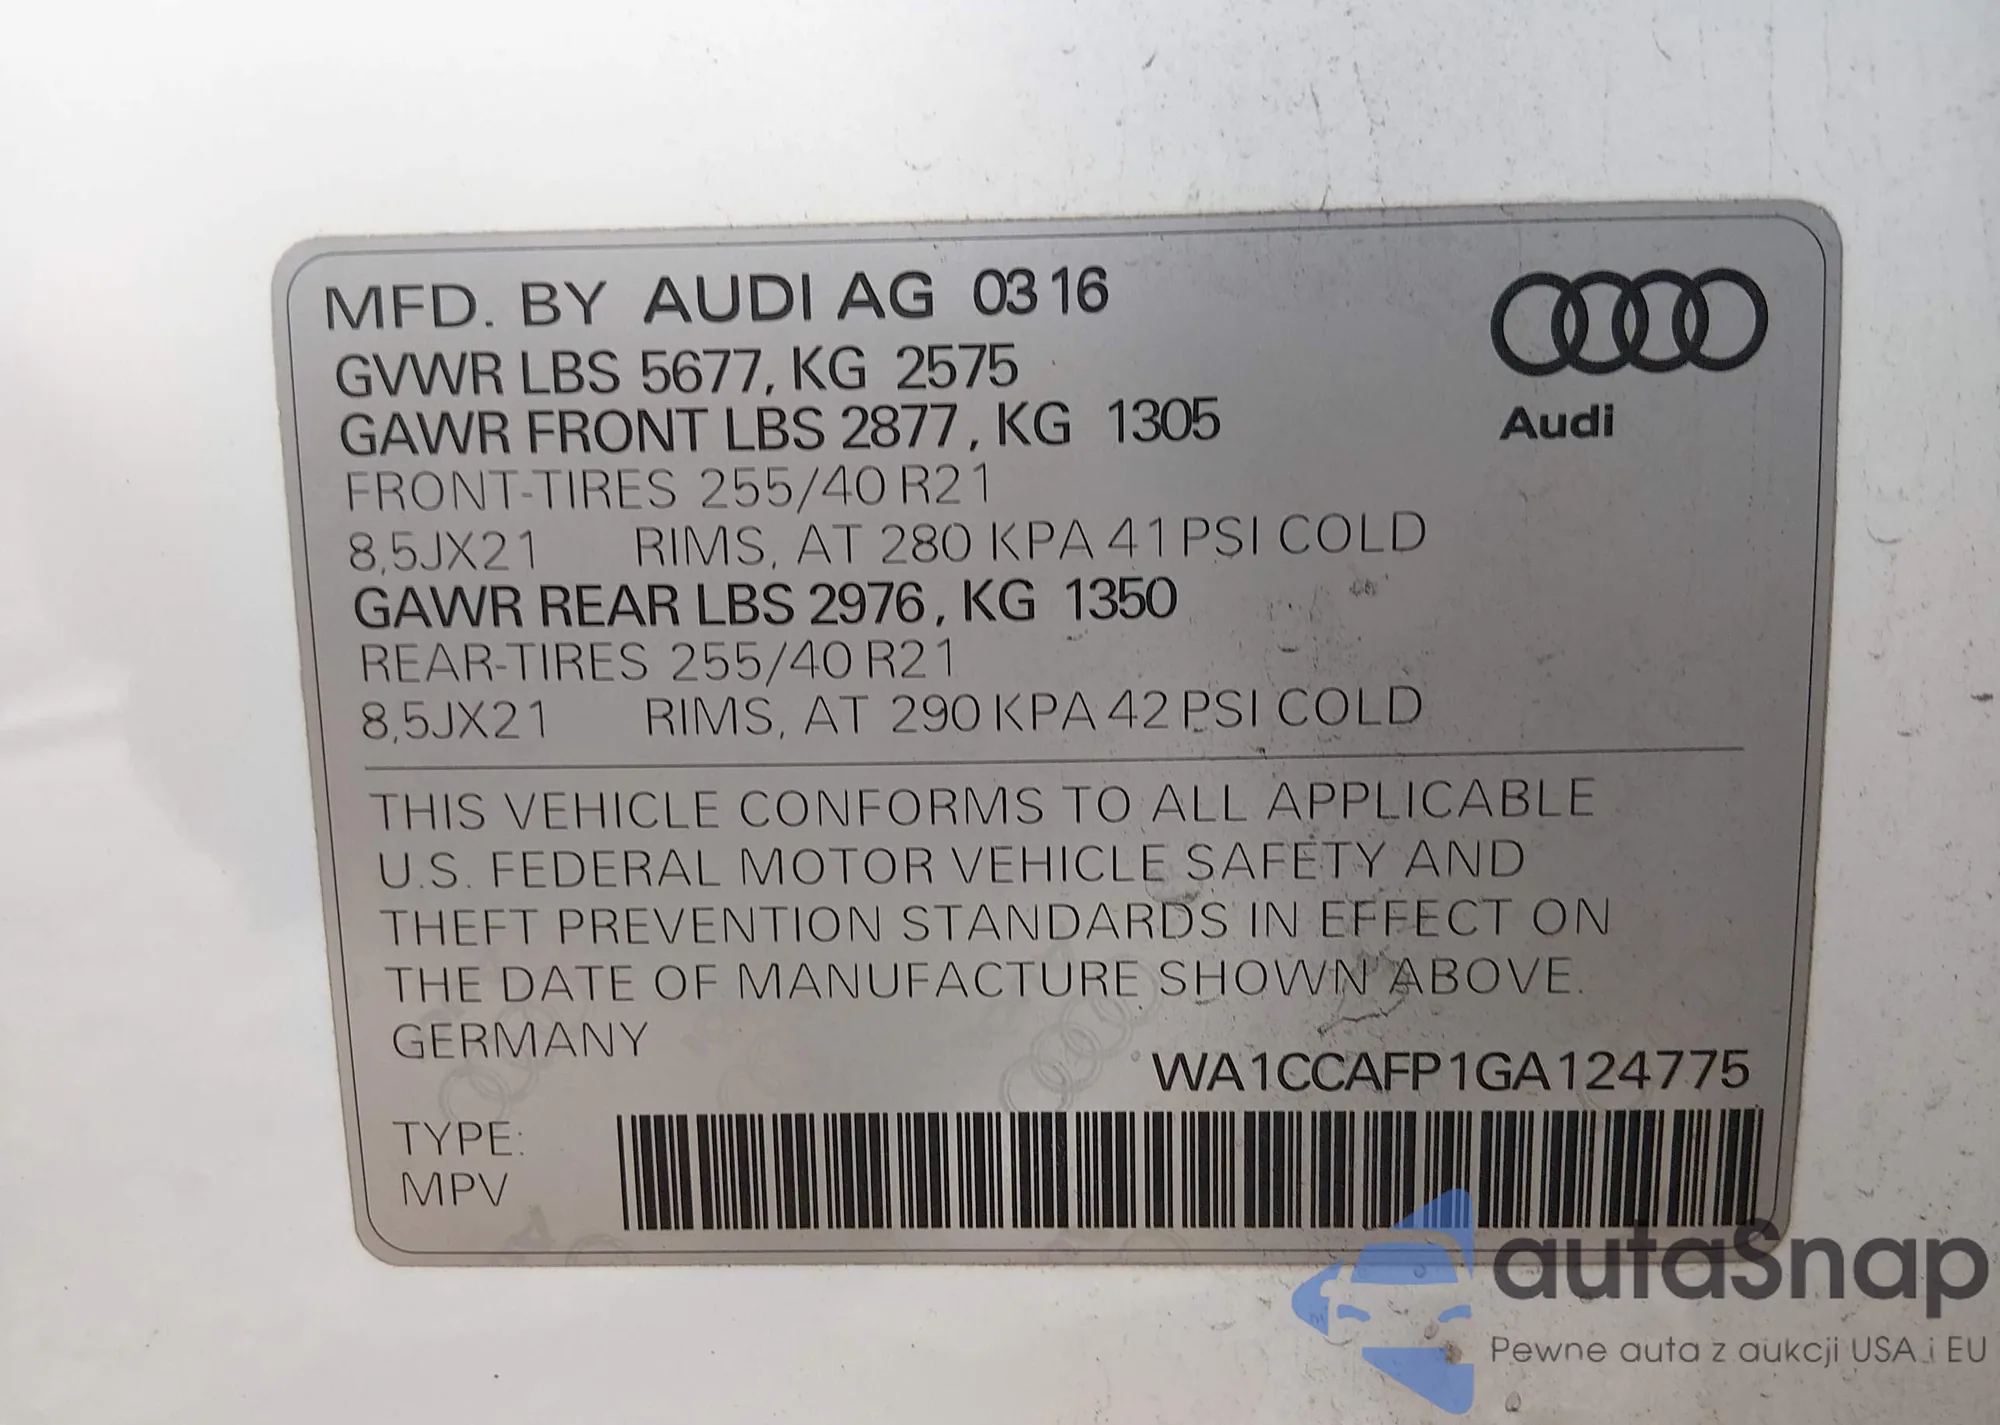 MFD. BY AUDI AG 0316
GVWR LBS 5677, KG 2575
GAWR FRONT LBS 2877, KG 1305
FRONT-TIRES 255/40 R21
8,5JX21 RIMS, AT 280 KPA 41 PSI COLD
GAWR REAR LBS 2976, KG 1350
REAR-TIRES 255/40 R21
8,5JX21 RIMS, AT 290 KPA 42 PSI COLD
Audi
THIS VEHICLE CONFORMS TO ALL APPLICABLE
U.S. FEDERAL MOTOR VEHICLE SAFETY AND
THEFT PREVENTION STANDARDS IN EFFECT ON
THE DATE OF MANUFACTURE SHOWN ABOVE.
GERMANY
WA1CCAFP1GA124775
TYPE:
MPV
autaSnap
Pewne auta z aukcji USA i EU